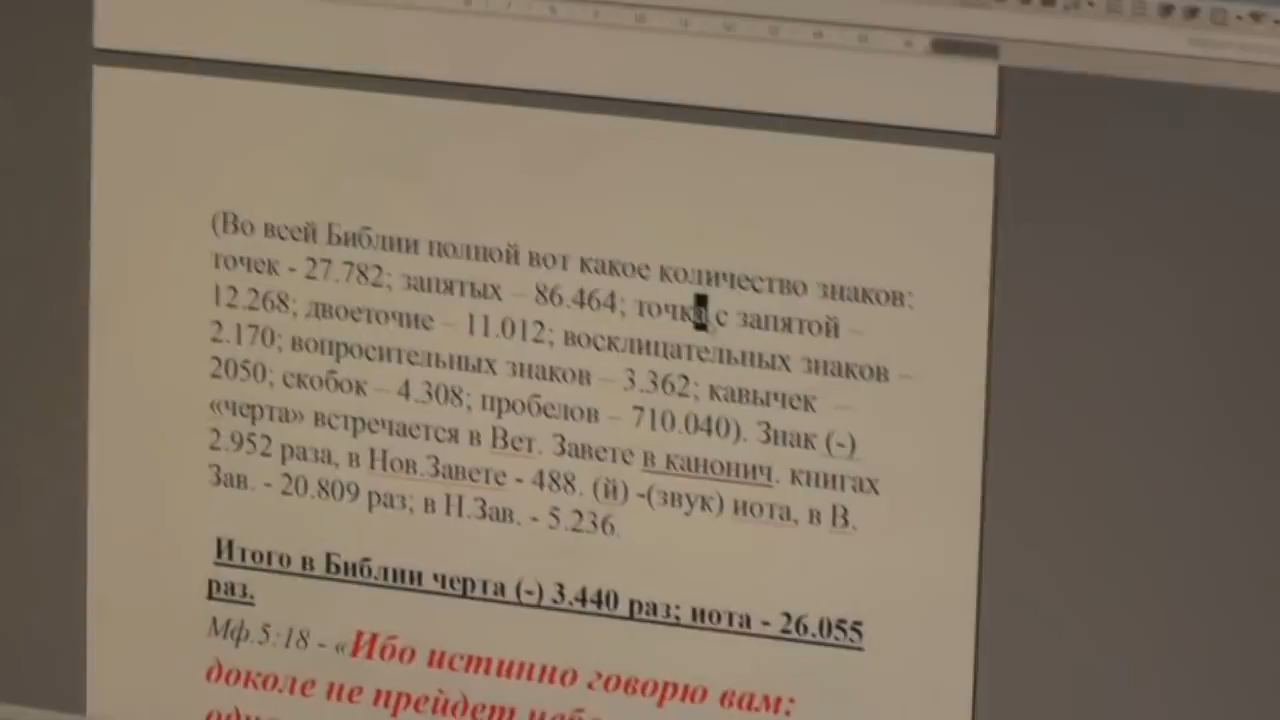 (Во всей Библии полной вот какое количество знаков:
точек - 27.782; запятых – 86.464; точка с запятой –
12.268; двоеточие – 11.012; восклицательных знаков –
2.170; вопросительных знаков – 3.362; кавычек –
2050; скобок – 4.308; пробелов – 710.040). Знак (-)
«черта» встречается в Вет. Завете в канонич. книгах
2.952 раза, в Нов.Завете - 488. (й) -(звук) иота, в В.
Зав. - 20.809 раз; в Н.Зав. - 5.236.
Итого в Библии черта (-) 3.440 раз; иота - 26.055
раз.
Мф.5:18 - «Ибо истинно говорю вам:
доколе не прейдет небо